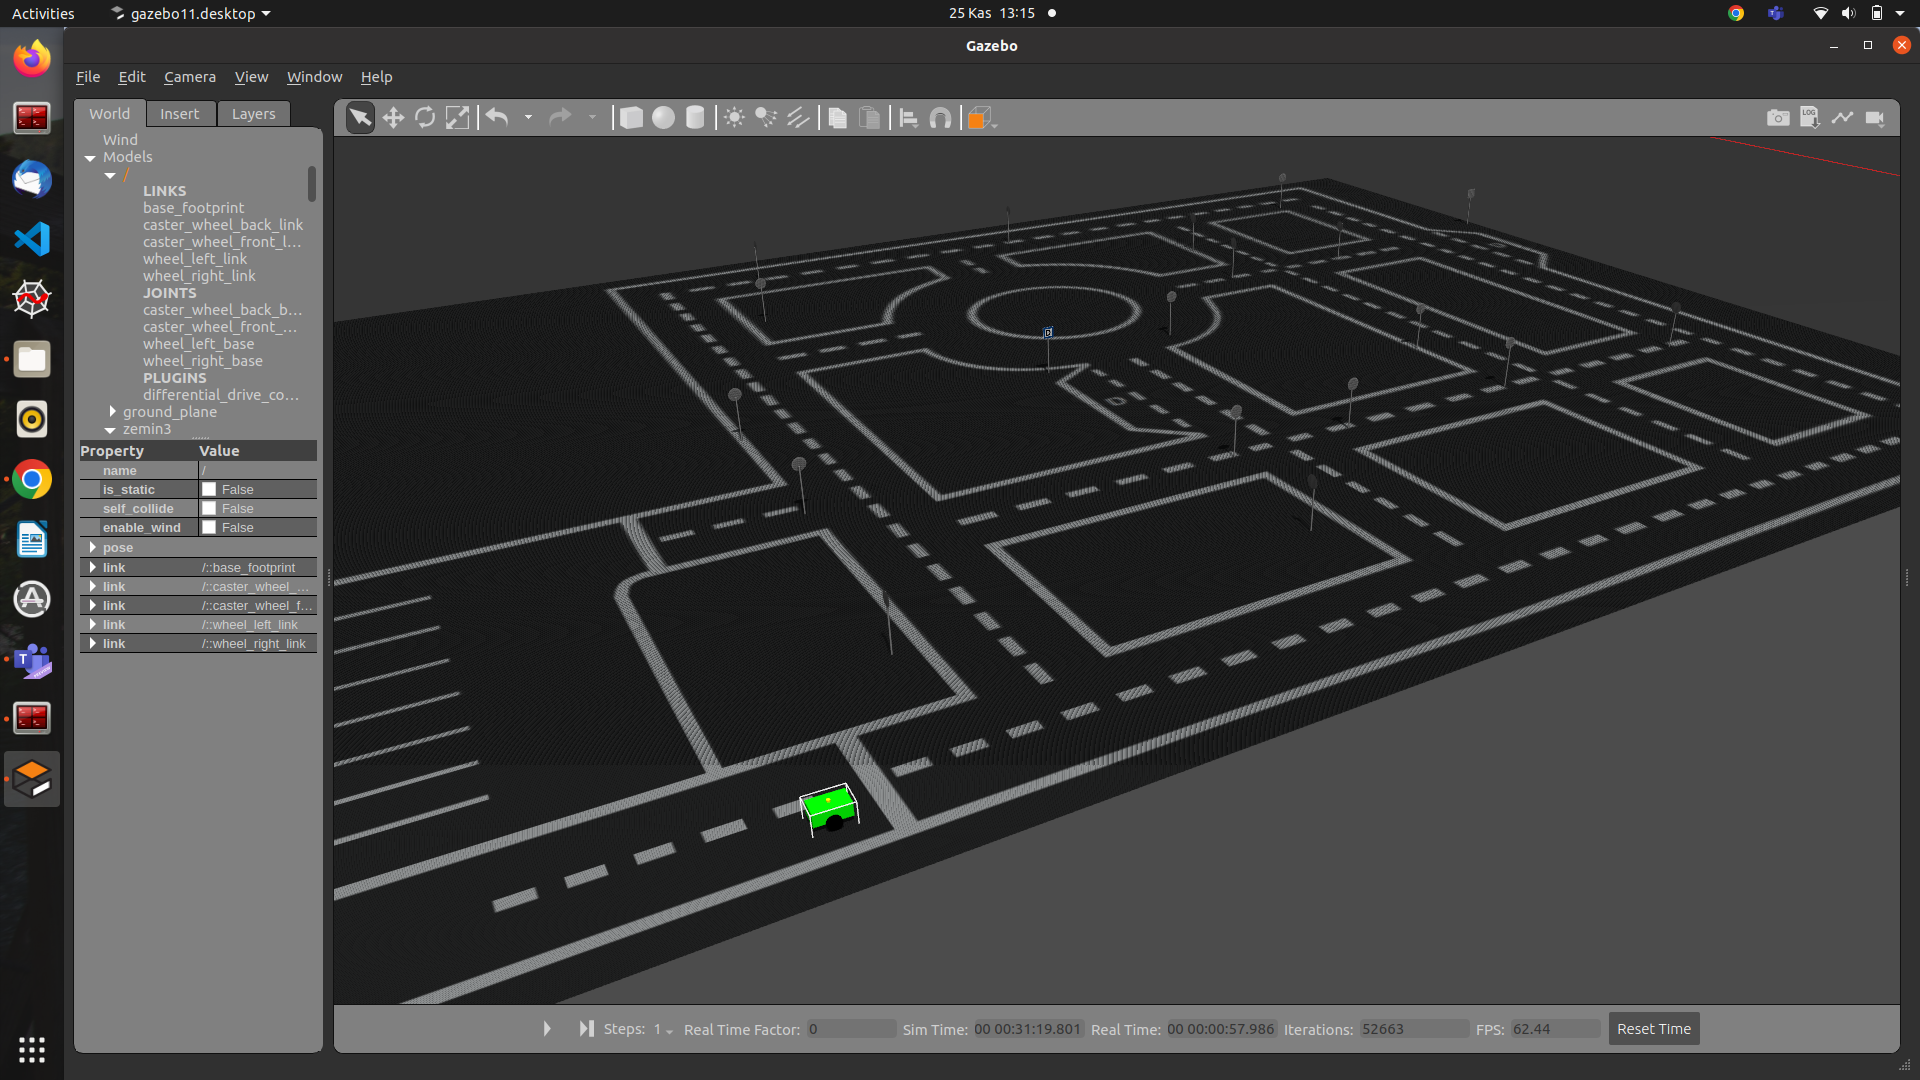 Activities
gazebo11.desktop
25 Kas 13:15
Gazebo
File Edit Camera View Window Help
World Insert Layers
Wind
Models
/
LINKS
base_footprint
caster_wheel_back_link
caster_wheel_front_l...
wheel_left_link
wheel_right_link
JOINTS
caster_wheel_back_b...
caster_wheel_front_...
wheel_left_base
wheel_right_base
PLUGINS
differential_drive_co...
ground_plane
zemin3
Property Value
name /
is_static False
self_collide False
enable_wind False
pose
link /::base_footprint
link /::caster_wheel_...
link /::caster_wheel_f...
link /::wheel_left_link
link /::wheel_right_link
LOG
D
Steps: 1 Real Time Factor: 0 Sim Time: 00 00:31:19.801 Real Time: 00 00:00:57.986 Iterations: 52663 FPS: 62.44 Reset Time